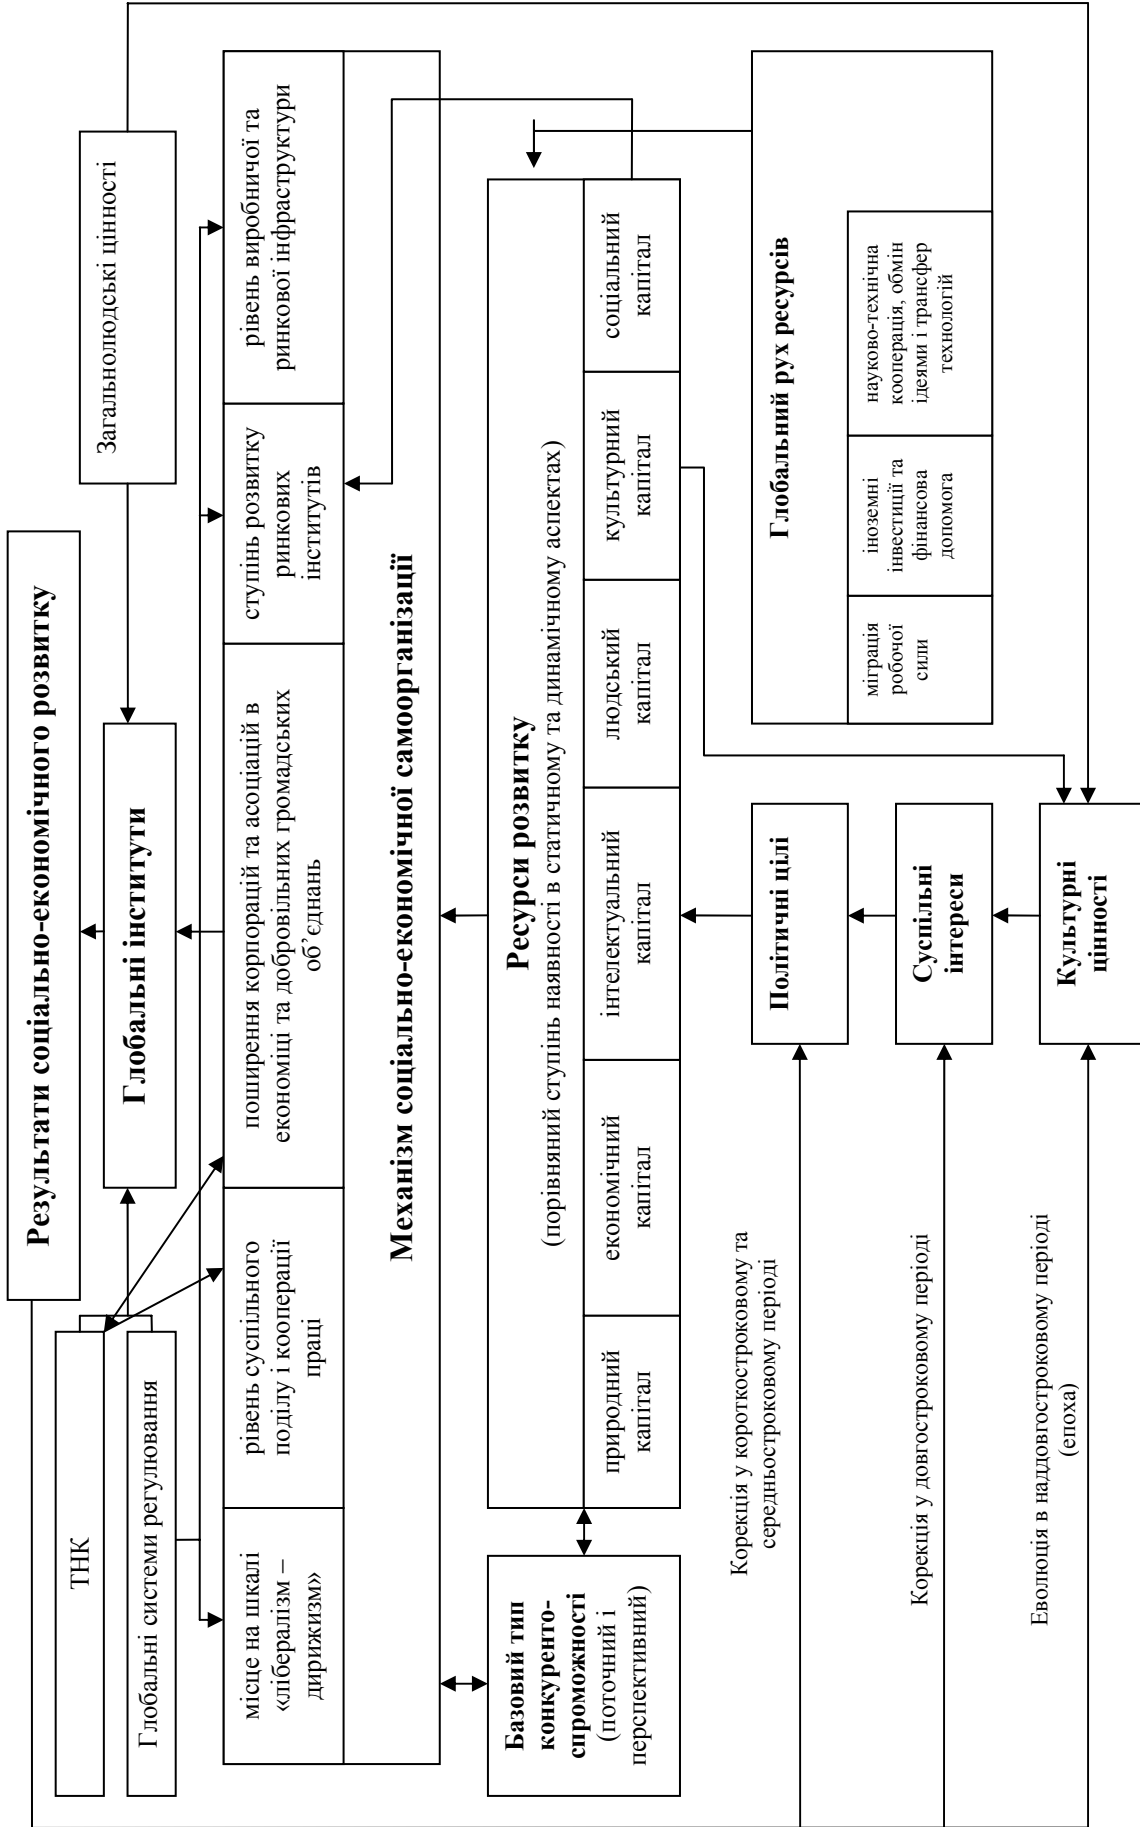 Результати соціально-економічного розвитку
ТНК
Глобальні системи регулювання
Глобальні інститути
Загальнолюдські цінності
місце на шкалі
«лібералізм –
дирижизм»
рівень суспільного
поділу і кооперації
праці
поширення корпорацій та асоціацій в
економіці та добровільних громадських
об’єднань
ступінь розвитку
ринкових
інститутів
рівень виробничої та
ринкової інфраструктури
Механізм соціально-економічної самоорганізації
Базовий тип
конкуренто-
спроможності
(поточний і
перспективний)
Ресурси розвитку
(порівняний ступінь наявності в статичному та динамічному аспектах)
природний
капітал
економічний
капітал
інтелектуальний
капітал
людський
капітал
культурний
капітал
соціальний
капітал
Корекція у короткостроковому та
середньостроковому періоді
Політичні цілі
Глобальний рух ресурсів
міграція
робочої
сили
іноземні
інвестиції та
фінансова
допомога
науково-технічна
кооперація, обмін
ідеями і трансфер
технологій
Корекція у довгостроковому періоді
Суспільні
інтереси
Еволюція в наддовгостроковому періоді
(епоха)
Культурні
цінності